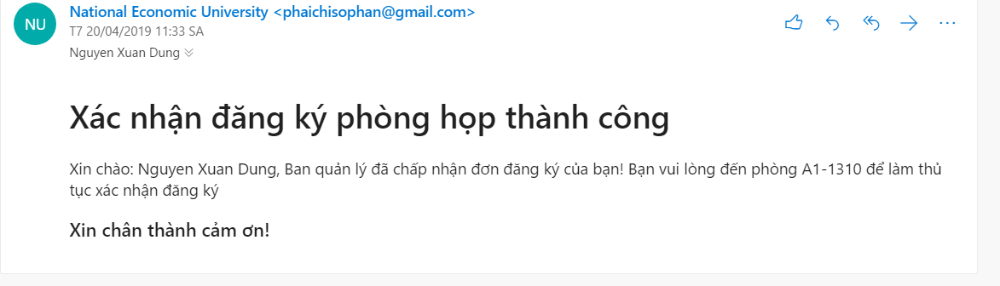 NU
National Economic University <phaichisophan@gmail.com>
T7 20/04/2019 11:33 SA
Nguyen Xuan Dung
Xác nhận đăng ký phòng họp thành công
Xin chào: Nguyen Xuan Dung, Ban quản lý đã chấp nhận đơn đăng ký của bạn! Bạn vui lòng đến phòng A1-1310 để làm thủ
tục xác nhận đăng ký
Xin chân thành cảm ơn!